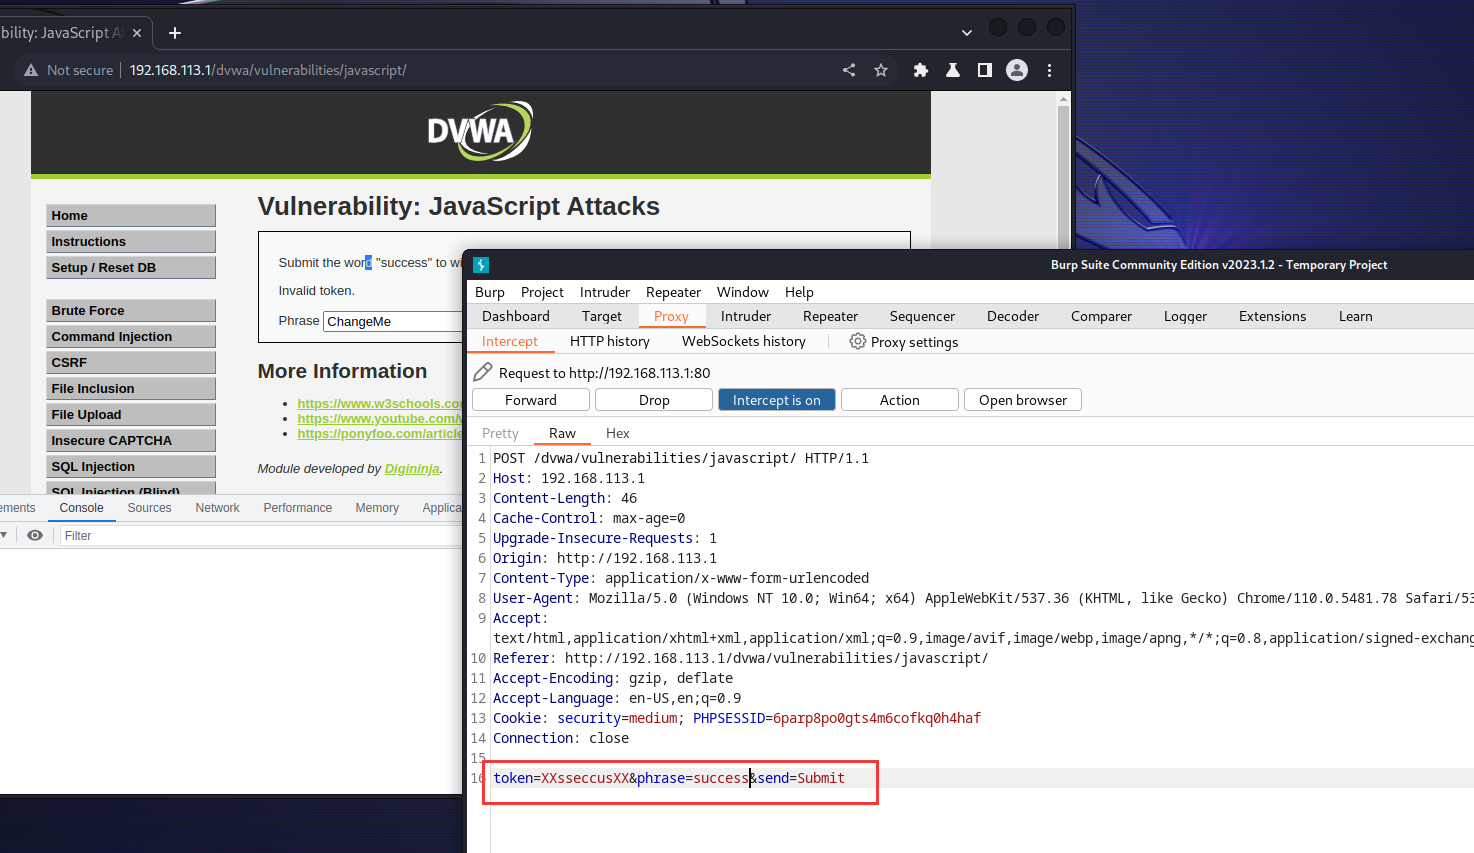 bility: JavaScript A
Not secure
192.168.113.1/dvwa/vulnerabilities/javascript/
DVWA
Home
Instructions
Setup / Reset DB
Brute Force
Command Injection
CSRF
File Inclusion
File Upload
Insecure CAPTCHA
SQL Injection
SQL Injection (Blind)
Vulnerability: JavaScript Attacks
Submit the word "success" to wi
Invalid token.
Phrase ChangeMe
More Information
https://www.w3schools.co
https://www.youtube.com/
https://ponyfoo.com/article
Module developed by Digininja.
ements Console Sources Network Performance Memory Applica
Filter
Burp Suite Community Edition v2023.1.2 - Temporary Project
Burp Project Intruder Repeater Window Help
Dashboard Target Proxy Intruder Repeater Sequencer Decoder Comparer Logger Extensions Learn
Intercept HTTP history WebSockets history Proxy settings
Request to http://192.168.113.1:80
Forward Drop Intercept is on Action Open browser
Pretty Raw Hex
1 POST /dvwa/vulnerabilities/javascript/ HTTP/1.1
2 Host: 192.168.113.1
3 Content-Length: 46
4 Cache-Control: max-age=0
5 Upgrade-Insecure-Requests: 1
6 Origin: http://192.168.113.1
7 Content-Type: application/x-www-form-urlencoded
8 User-Agent: Mozilla/5.0 (Windows NT 10.0; Win64; x64) AppleWebKit/537.36 (KHTML, like Gecko) Chrome/110.0.5481.78 Safari/53
9 Accept:
text/html,application/xhtml+xml,application/xml;q=0.9,image/avif,image/webp,image/apng,*/*;q=0.8,application/signed-exchang
10 Referer: http://192.168.113.1/dvwa/vulnerabilities/javascript/
11 Accept-Encoding: gzip, deflate
12 Accept-Language: en-US,en;q=0.9
13 Cookie: security=medium; PHPSESSID=6parp8po0gts4m6cofkq0h4haf
14 Connection: close
15
16 token=XXsseccusXX&phrase=success&send=Submit